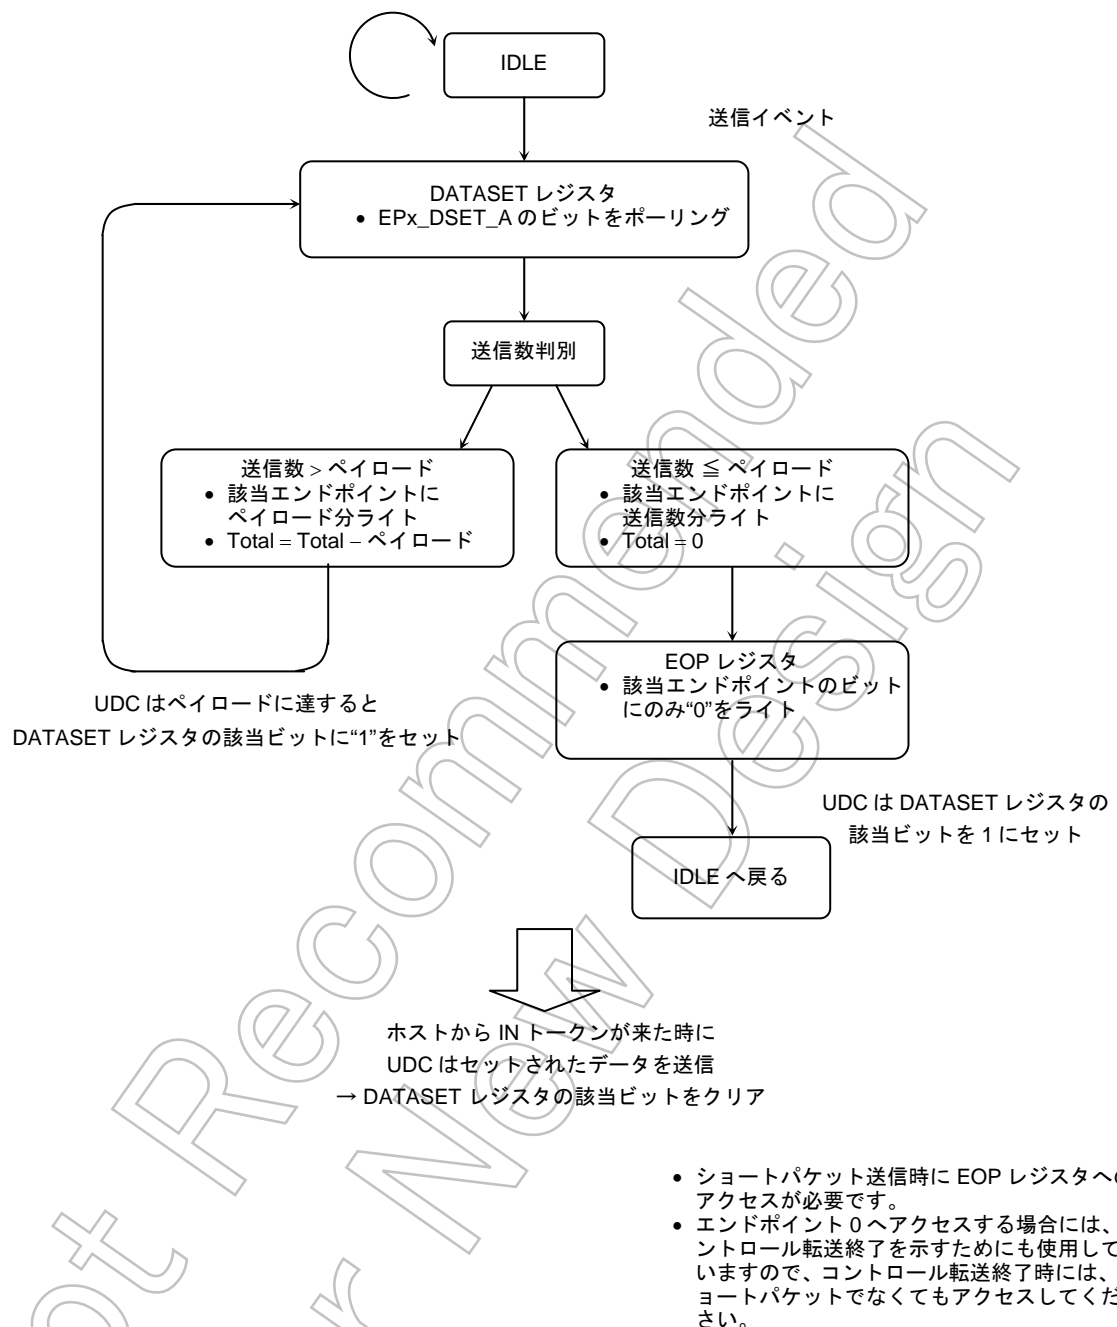 IDLE
送信イベント
DATASET レジスタ
• EPx_DSET_A のビットをポーリング
送信数判別
送信数 > ペイロード
• 該当エンドポイントに
ペイロード分ライト
• Total = Total – ペイロード
送信数 ≦ ペイロード
• 該当エンドポイントに
送信数分ライト
• Total = 0
EOP レジスタ
• 該当エンドポイントのビット
にのみ“0”をライト
UDC はペイロードに達すると
DATASET レジスタの該当ビットに“1”をセット
UDC は DATASET レジスタの
該当ビットを 1 にセット
IDLE へ戻る
ホストから IN トークンが来た時に
UDC はセットされたデータを送信
→ DATASET レジスタの該当ビットをクリア
• ショートパケット送信時に EOP レジスタへ
アクセスが必要です。
• エンドポイント 0 へアクセスする場合には、
ントロール転送終了を示すためにも使用して
いますので、コントロール転送終了時には、
ョートパケットでなくてもアクセスしてくだ
さい。
Not Recommended
for New Design